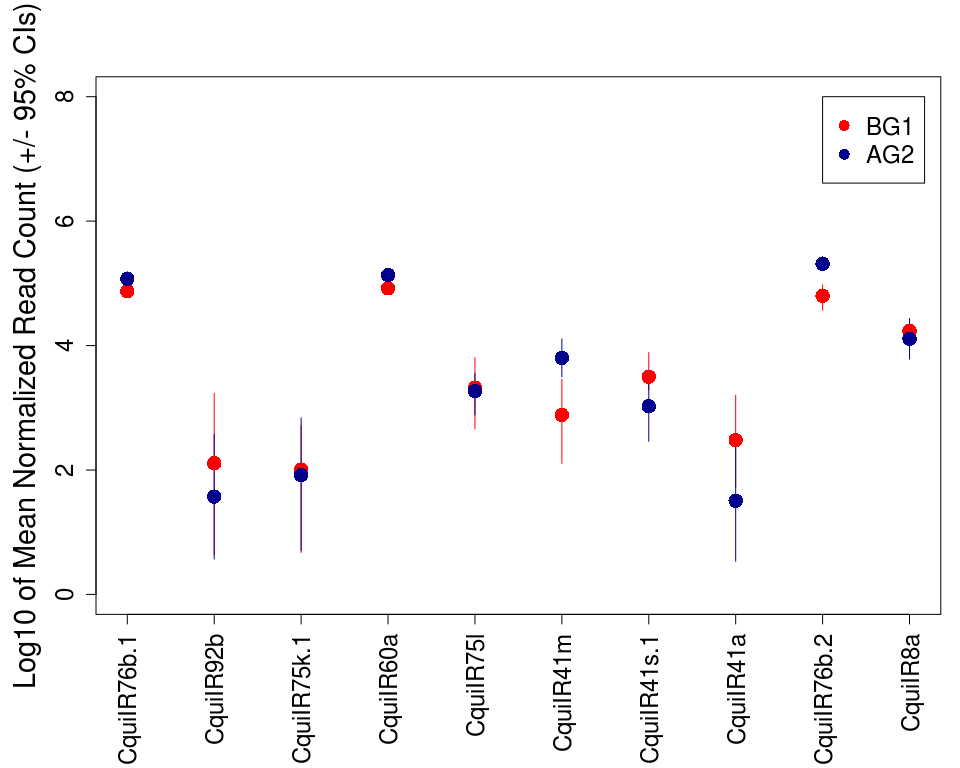 Log10 of Mean Normalized Read Count (+/- 95% CIs)
8
6
4
2
0
BG1
AG2
CquiIR76b.1
CquiIR92b
CquiIR75k.1
CquiIR60a
CquiIR75l
CquiIR41m
CquiIR41s.1
CquiIR41a
CquiIR76b.2
CquiIR8a